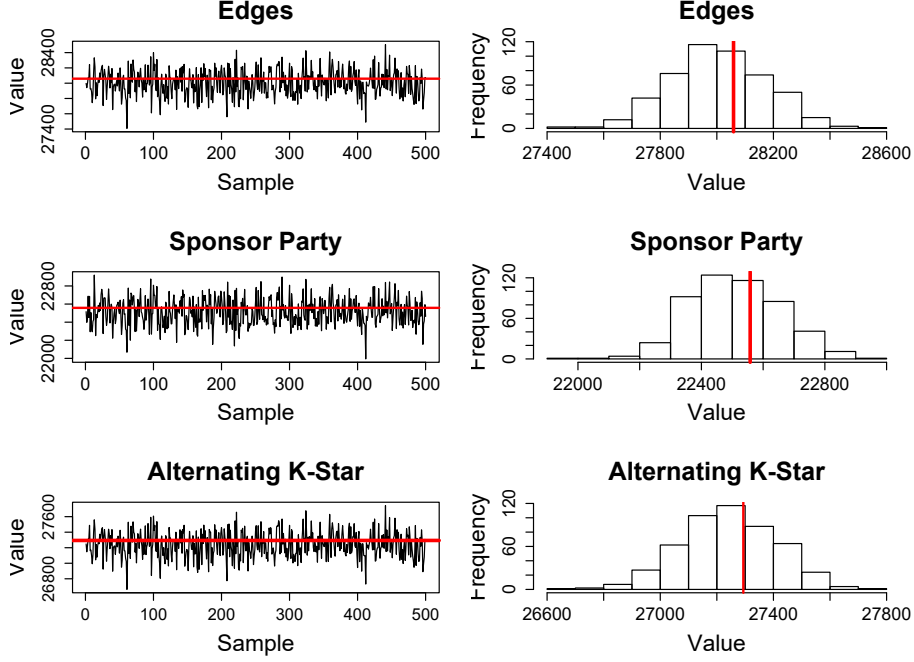 Edges
Value
28400
27400
0 100 200 300 400 500
Sample
Edges
Frequency
120
60
0
27400 27800 28200 28600
Value
Sponsor Party
Value
22800
22000
0 100 200 300 400 500
Sample
Sponsor Party
Frequency
120
60
0
22000 22400 22800
Value
Alternating K-Star
Value
27600
26800
0 100 200 300 400 500
Sample
Alternating K-Star
Frequency
120
60
0
26600 27000 27400 27800
Value